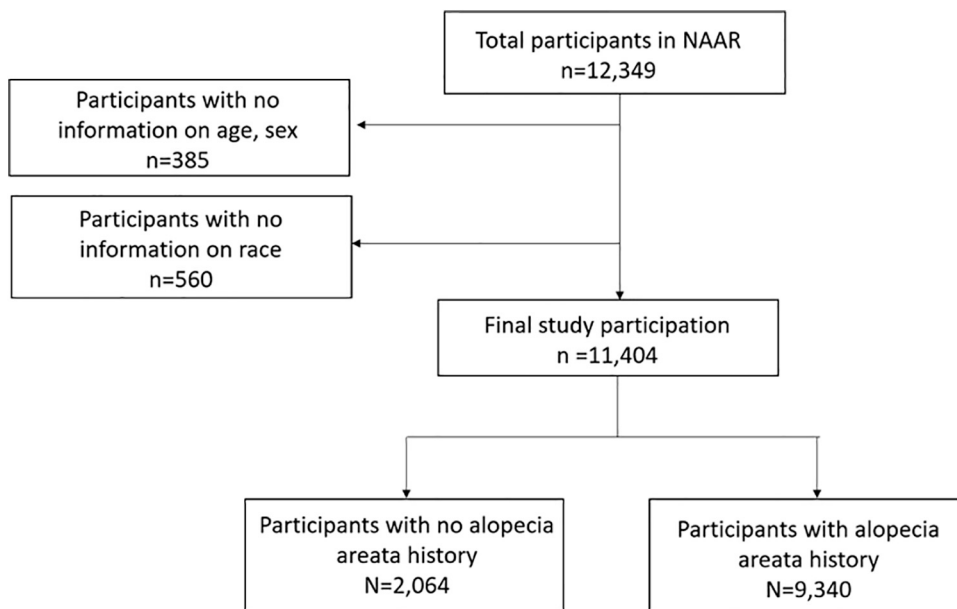 Total participants in NAAR
n=12,349
Participants with no
information on age, sex
n=385
Participants with no
information on race
n=560
Final study participation
n =11,404
Participants with no alopecia
areata history
N=2,064
Participants with alopecia
areata history
N=9,340